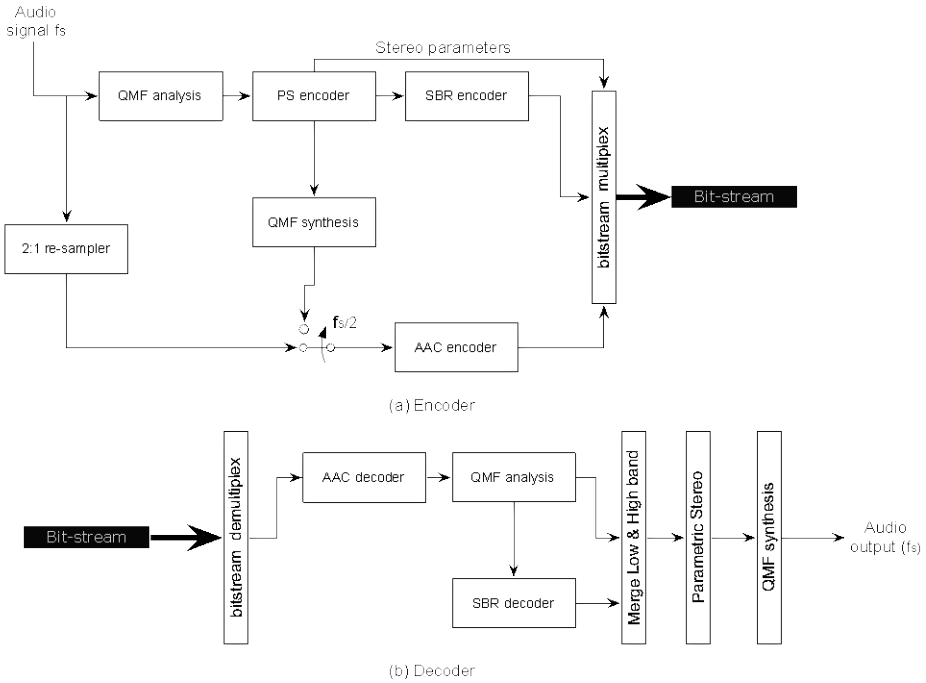 Audio
signal fs
Stereo parameters
QMF analysis
PS encoder
SBR encoder
bitstream multiplex
Bit-stream
QMF synthesis
2:1 re-sampler
fs/2
AAC encoder
(a) Encoder
Bit-stream
bitstream demultiplex
AAC decoder
QMF analysis
SBR decoder
Merge Low & High band
Parametric Stereo
QMF synthesis
Audio
output (fs)
(b) Decoder